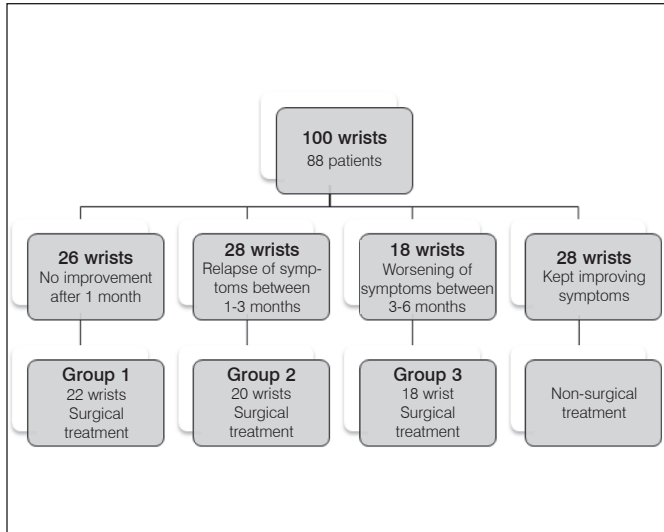 100 wrists
88 patients
26 wrists
No improvement
after 1 month
28 wrists
Relapse of symp-
toms between
1-3 months
18 wrists
Worsening of
symptoms between
3-6 months
28 wrists
Kept improving
symptoms
Group 1
22 wrists
Surgical
treatment
Group 2
20 wrists
Surgical
treatment
Group 3
18 wrist
Surgical
treatment
Non-surgical
treatment